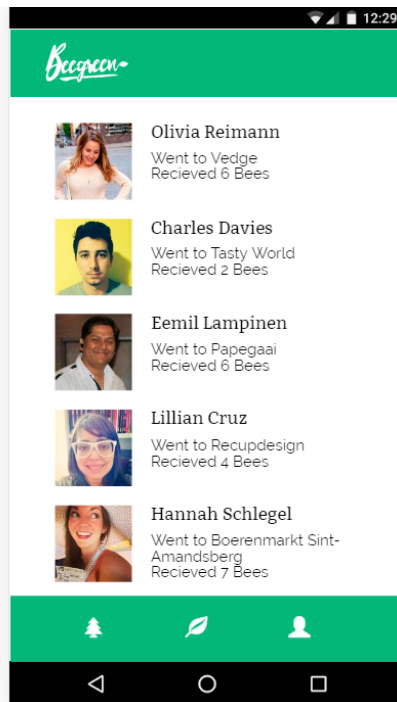 12:29
Beegreen
Olivia Reimann
Went to Vedge
Recieved 6 Bees
Charles Davies
Went to Tasty World
Recieved 2 Bees
Eemil Lampinen
Went to Papegaai
Recieved 6 Bees
Lillian Cruz
Went to Recupdesign
Recieved 4 Bees
Hannah Schlegel
Went to Boerenmarkt Sint-
Amandsberg
Recieved 7 Bees